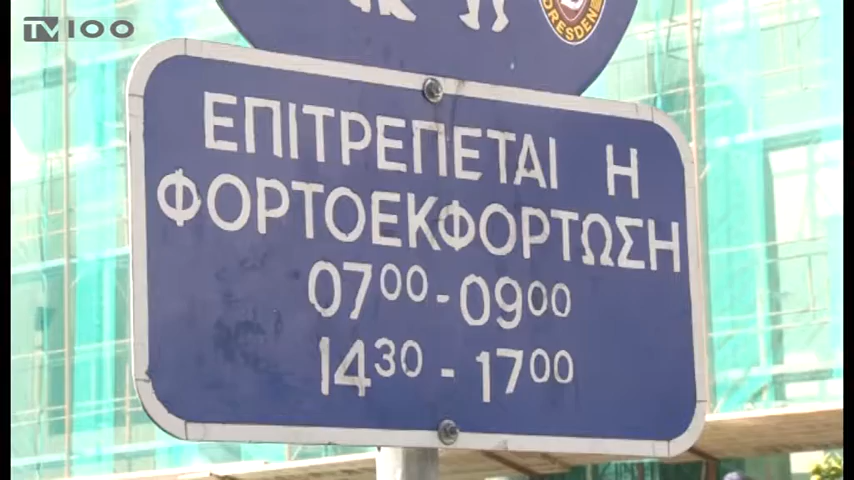 TV100
DRESDEN
ΕΠΙΤΡΕΠΕΤΑΙ Η
ΦΟΡΤΟΕΚΦΟΡΤΩΣΗ
07⁰⁰-09⁰⁰
14³⁰ - 17⁰⁰